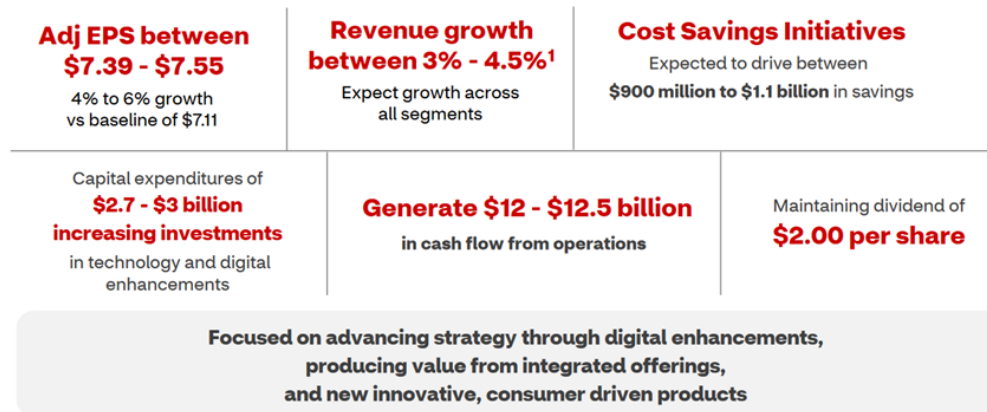 Adj EPS between
$7.39 - $7.55
4% to 6% growth
vs baseline of $7.11
Revenue growth
between 3% - 4.5%¹
Expect growth across
all segments
Cost Savings Initiatives
Expected to drive between
$900 million to $1.1 billion in savings
Capital expenditures of
$2.7 - $3 billion
increasing investments
in technology and digital
enhancements
Generate $12 - $12.5 billion
in cash flow from operations
Maintaining dividend of
$2.00 per share
Focused on advancing strategy through digital enhancements,
producing value from integrated offerings,
and new innovative, consumer driven products